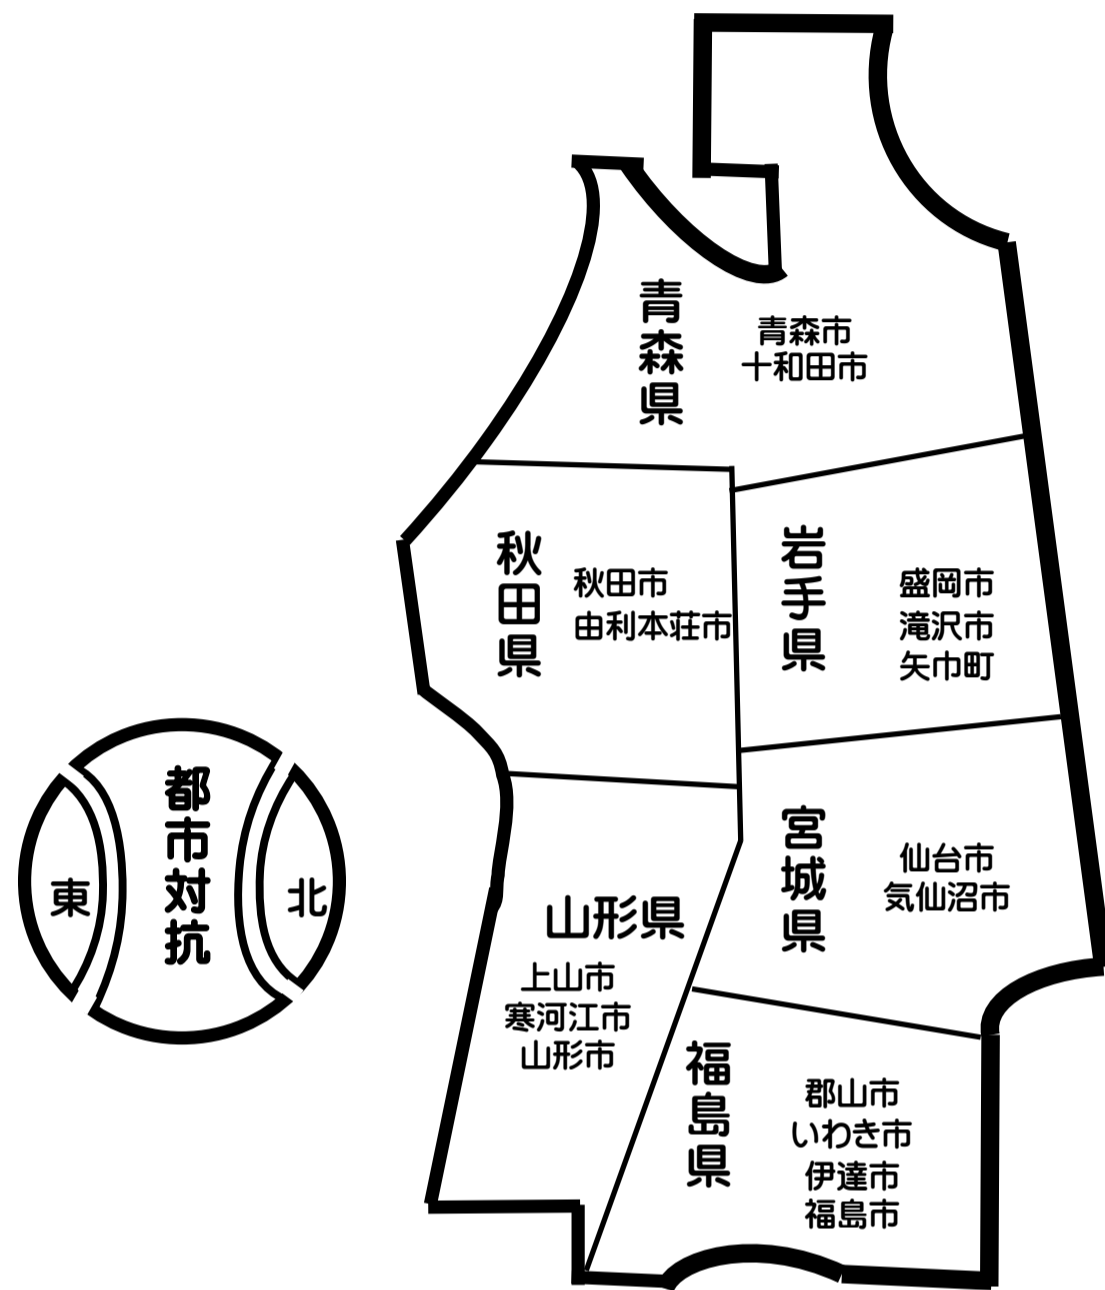 青森県
青森市
十和田市
秋田県
秋田市
由利本荘市
岩手県
盛岡市
滝沢市
矢巾町
都市対抗
東
北
宮城県
仙台市
気仙沼市
山形県
上山市
寒河江市
山形市
福島県
郡山市
いわき市
伊達市
福島市